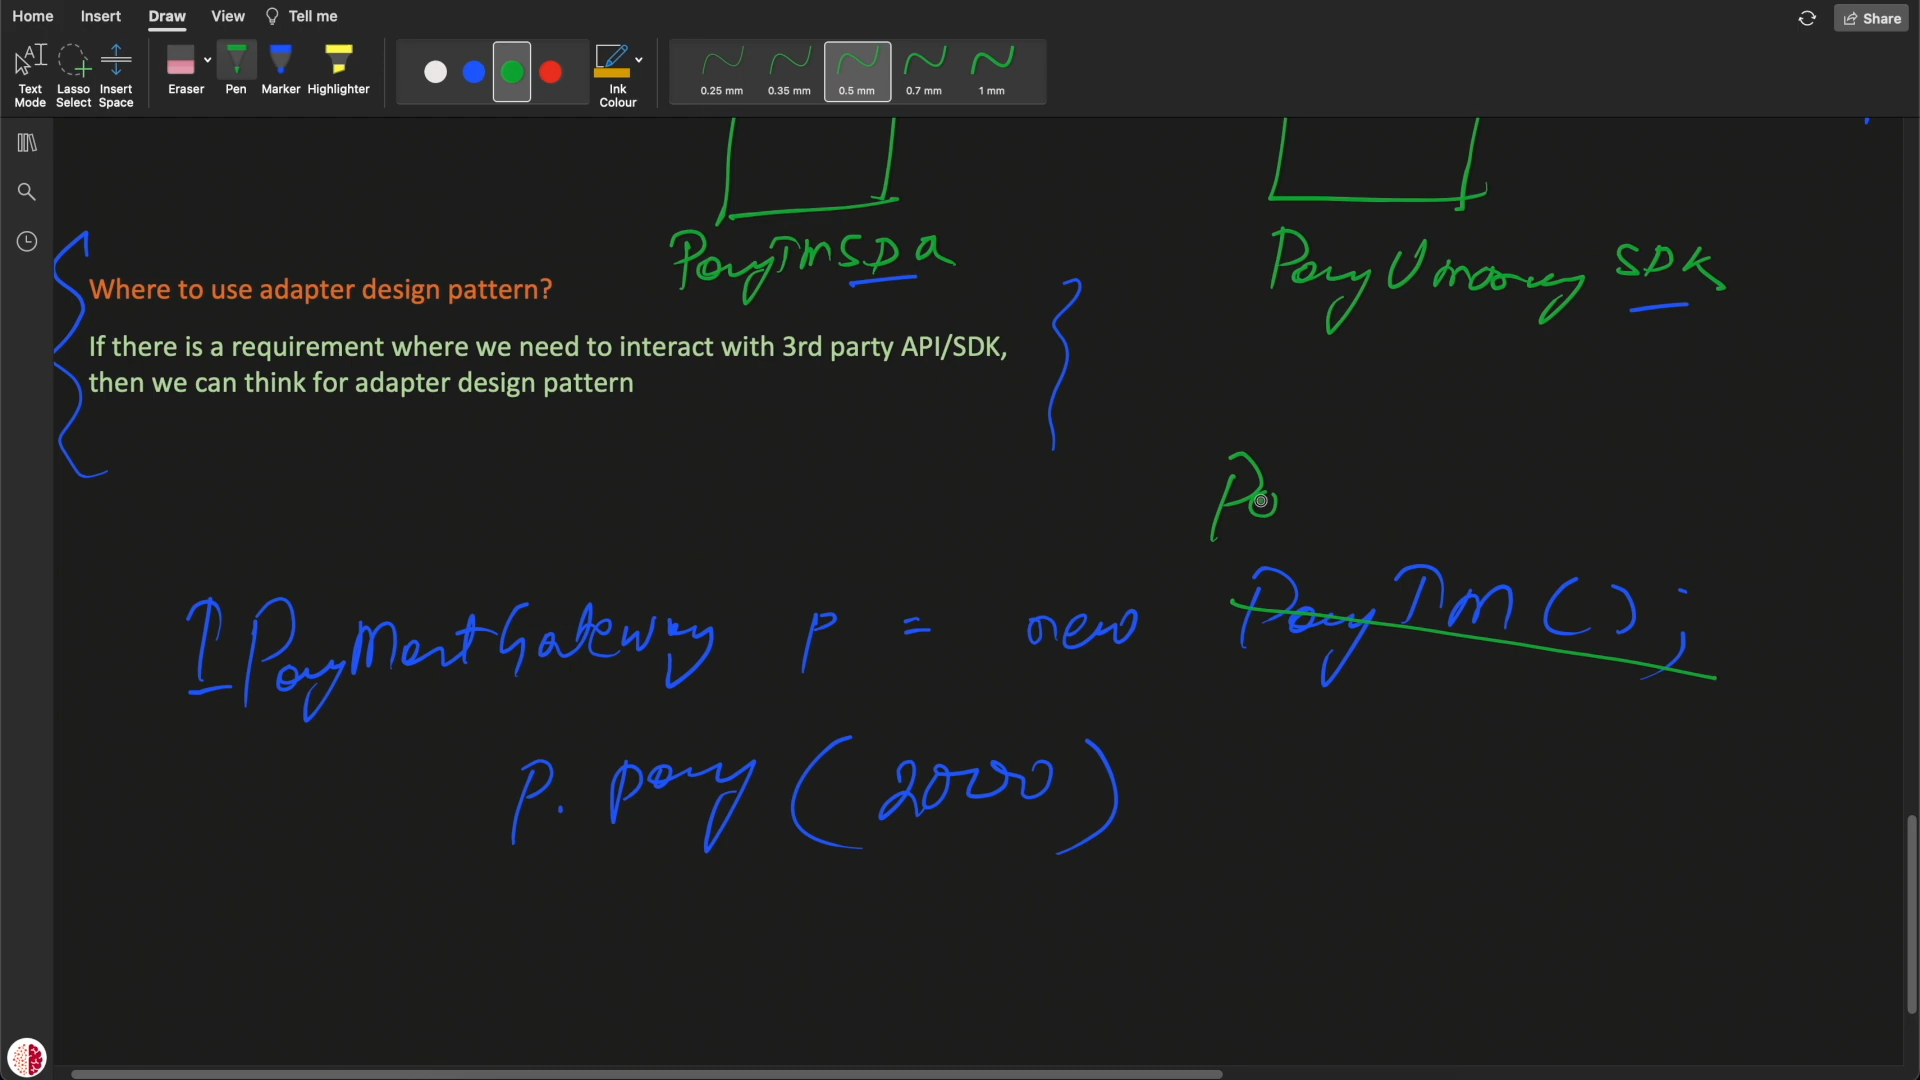 Home Insert Draw View Tell me
Share
Text Mode Lasso Select Insert Space Eraser Pen Marker Highlighter Ink Colour 0.25 mm 0.35 mm 0.5 mm 0.7 mm 1 mm
PayTM SDK
PayUmoney SDK
Where to use adapter design pattern?
If there is a requirement where we need to interact with 3rd party API/SDK,
then we can think for adapter design pattern
Pa
IPaymentGateway p = new PayTM();
p. pay (2000)